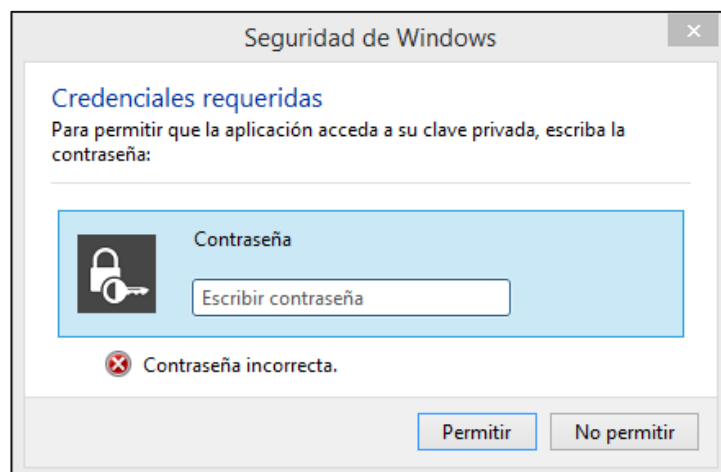 Seguridad de Windows
Credenciales requeridas
Para permitir que la aplicación acceda a su clave privada, escriba la
contraseña:
Contraseña
Escribir contraseña
Contraseña incorrecta.
Permitir
No permitir